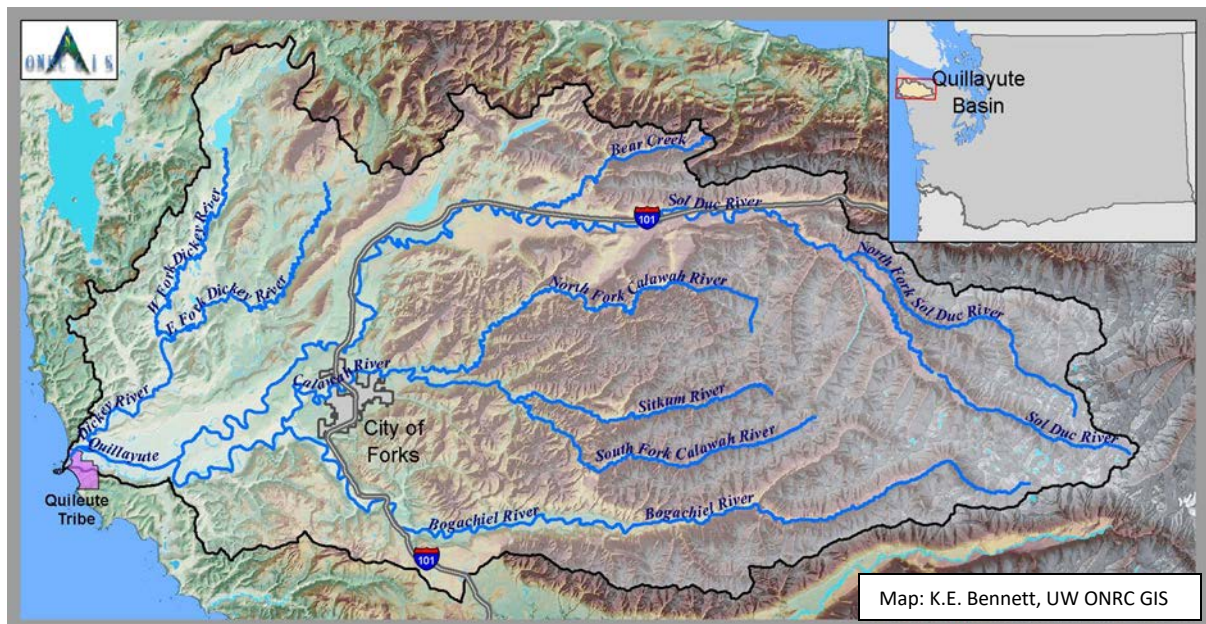 ONRC GIS
Quillayute
Basin
Bear Creek
Sol Duc River
101
W Fork Dickey River
E Fork Dickey River
North Fork Calawah River
North Fork Sol Duc River
Calawah River
Dickey River
Sitkum River
City of
Forks
Quillayute
South Fork Calawah River
Sol Duc River
Quileute
Tribe
Bogachiel River
Bogachiel River
101
Map: K.E. Bennett, UW ONRC GIS